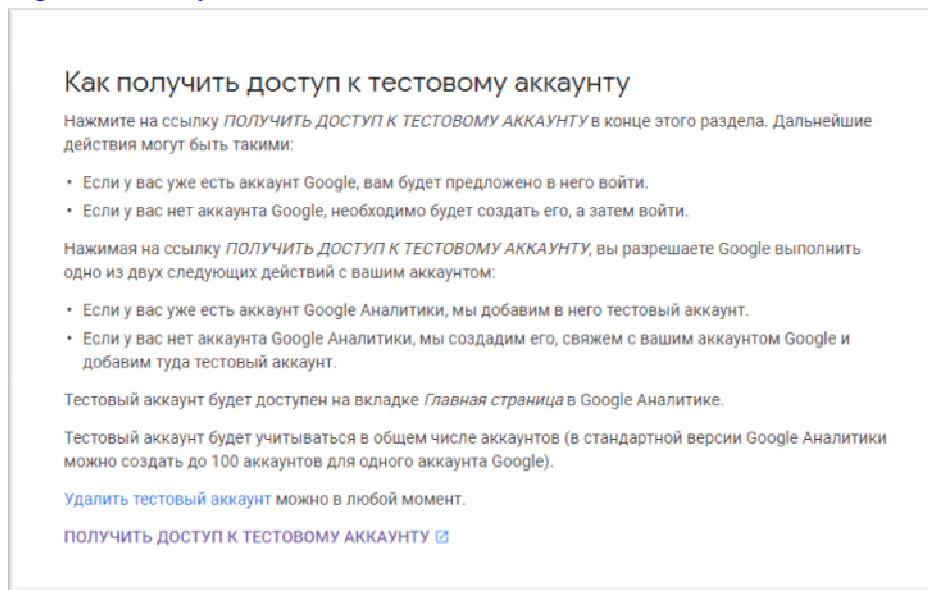 Как получить доступ к тестовому аккаунту
Нажмите на ссылку ПОЛУЧИТЬ ДОСТУП К ТЕСТОВОМУ АККАУНТУ в конце этого раздела. Дальнейшие
действия могут быть такими:
• Если у вас уже есть аккаунт Google, вам будет предложено в него войти.
• Если у вас нет аккаунта Google, необходимо будет создать его, а затем войти.
Нажимая на ссылку ПОЛУЧИТЬ ДОСТУП К ТЕСТОВОМУ АККАУНТУ, вы разрешаете Google выполнить
одно из двух следующих действий с вашим аккаунтом:
• Если у вас уже есть аккаунт Google Аналитики, мы добавим в него тестовый аккаунт.
• Если у вас нет аккаунта Google Аналитики, мы создадим его, свяжем с вашим аккаунтом Google и
добавим туда тестовый аккаунт.
Тестовый аккаунт будет доступен на вкладке Главная страница в Google Аналитике.
Тестовый аккаунт будет учитываться в общем числе аккаунтов (в стандартной версии Google Аналитики
можно создать до 100 аккаунтов для одного аккаунта Google).
Удалить тестовый аккаунт можно в любой момент.
ПОЛУЧИТЬ ДОСТУП К ТЕСТОВОМУ АККАУНТУ